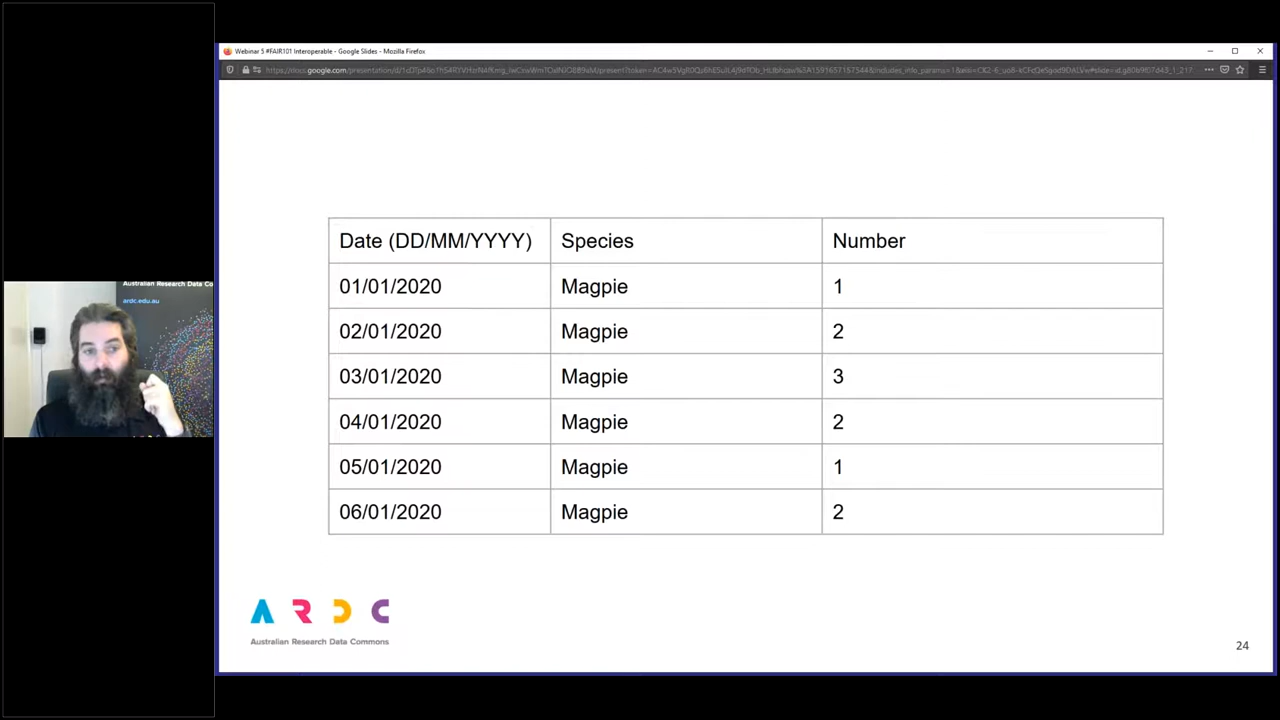 Webinar 5 #FAIR101 Interoperable - Google Slides - Mozilla Firefox
Australian Research Data Co
ardc.edu.au
Date (DD/MM/YYYY) Species Number
01/01/2020 Magpie 1
02/01/2020 Magpie 2
03/01/2020 Magpie 3
04/01/2020 Magpie 2
05/01/2020 Magpie 1
06/01/2020 Magpie 2
ARDC
Australian Research Data Commons
24